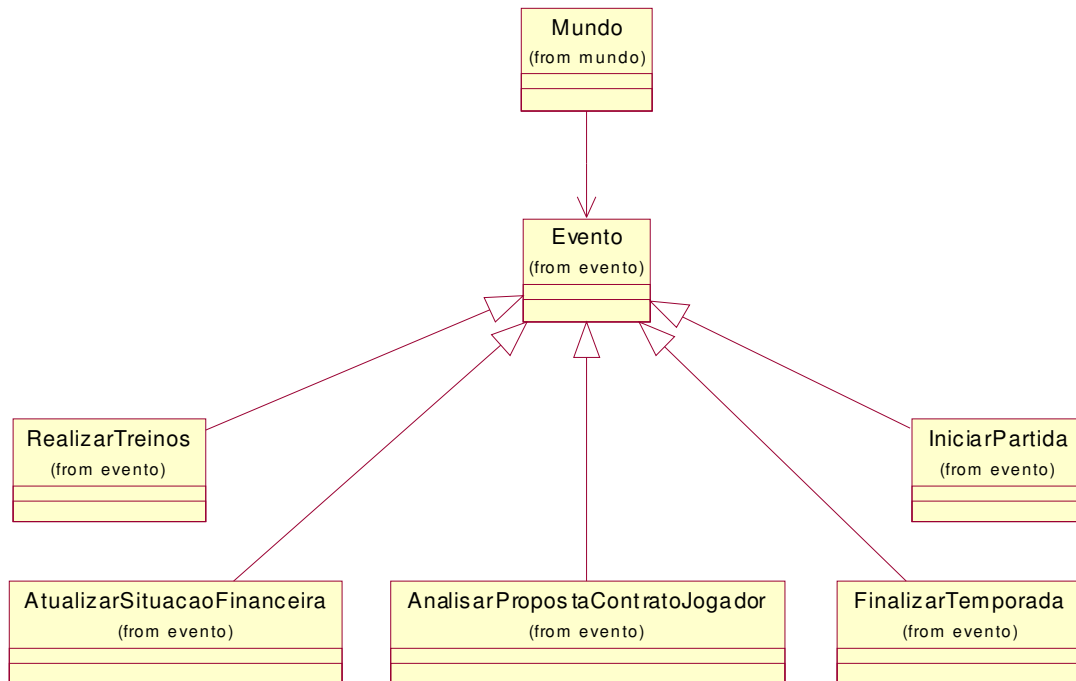 Mundo
(from mundo)
Evento
(from evento)
RealizarTreinos
(from evento)
IniciarPartida
(from evento)
AtualizarSituacaoFinanceira
(from evento)
AnalisarPropostaContratoJogador
(from evento)
FinalizarTemporada
(from evento)